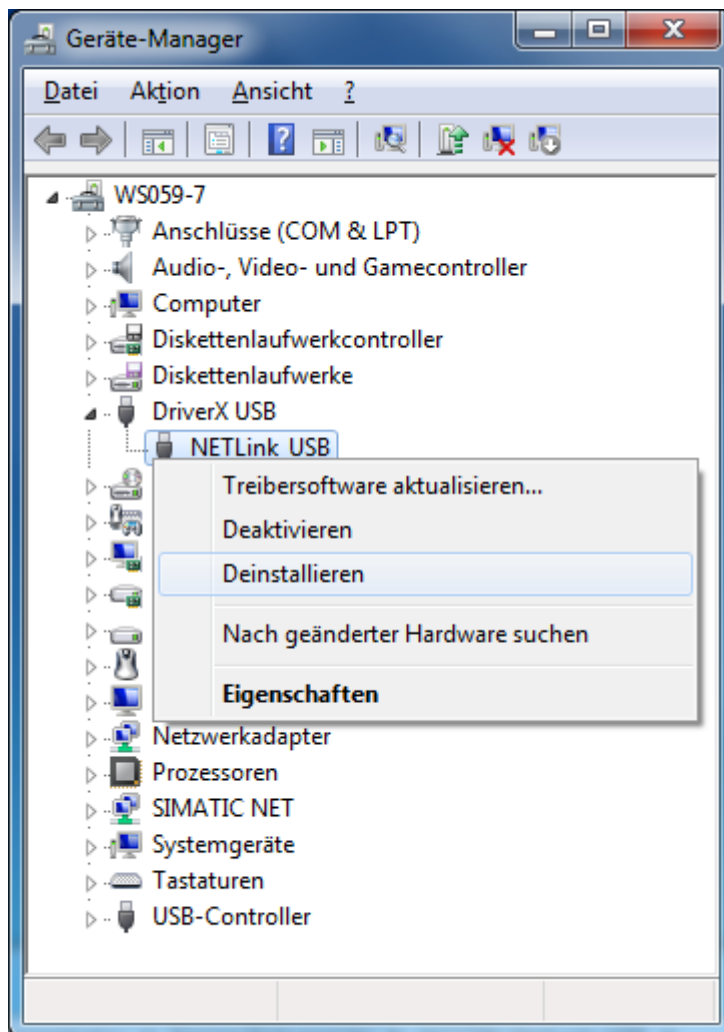 Geräte-Manager
Datei Aktion Ansicht ?
WS059-7
Anschlüsse (COM & LPT)
Audio-, Video- und Gamecontroller
Computer
Diskettenlaufwerkcontroller
Diskettenlaufwerke
DriverX USB
NETLink USB
Treibersoftware aktualisieren...
Deaktivieren
Deinstallieren
Nach geänderter Hardware suchen
Eigenschaften
Netzwerkadapter
Prozessoren
SIMATIC NET
Systemgeräte
Tastaturen
USB-Controller